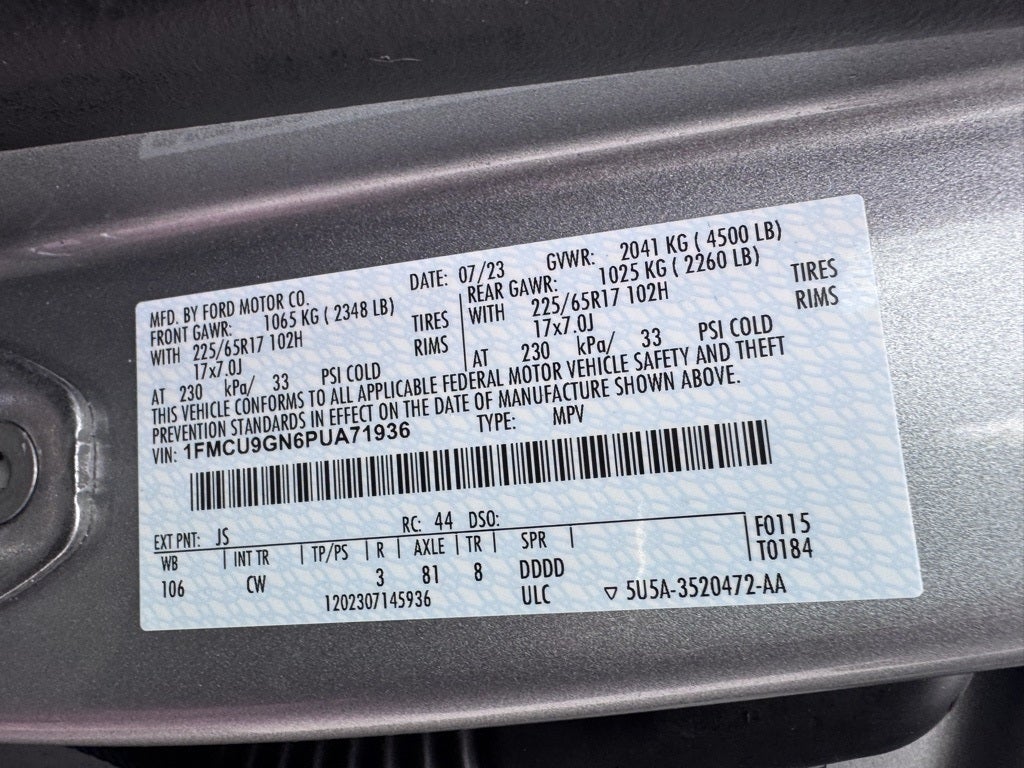 MFD. BY FORD MOTOR CO. DATE: 07/23 GVWR: 2041 KG ( 4500 LB)
FRONT GAWR: 1065 KG ( 2348 LB) REAR GAWR: 1025 KG ( 2260 LB)
WITH 225/65R17 102H TIRES WITH 225/65R17 102H TIRES
17x7.0J RIMS 17x7.0J RIMS
AT 230 kPa/ 33 PSI COLD AT 230 kPa/ 33 PSI COLD
THIS VEHICLE CONFORMS TO ALL APPLICABLE FEDERAL MOTOR VEHICLE SAFETY AND THEFT
PREVENTION STANDARDS IN EFFECT ON THE DATE OF MANUFACTURE SHOWN ABOVE.
VIN: 1FMCU9GN6PUA71936 TYPE: MPV
EXT PNT: JS RC: 44 DSO: F0115
WB INT TR TP/PS R AXLE TR SPR T0184
106 CW 3 81 8 DDDD
1202307145936 ULC ▽ 5U5A-3520472-AA